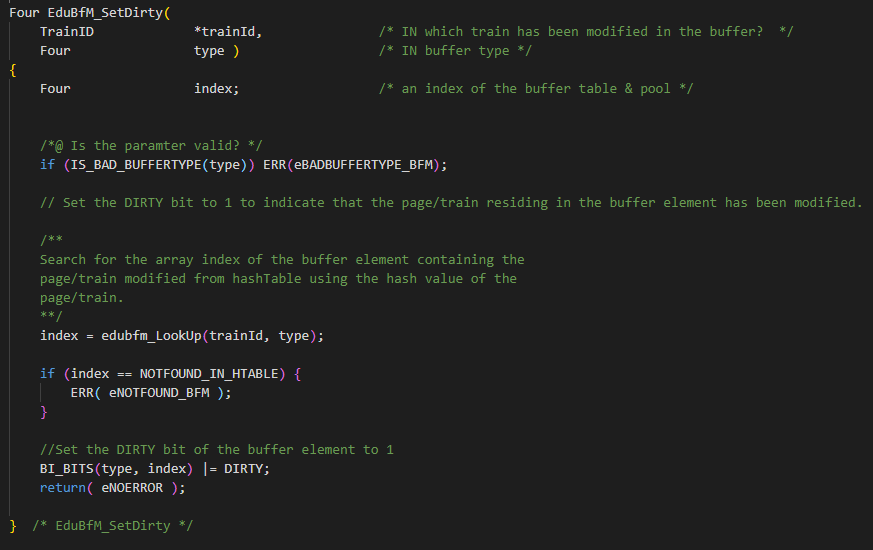 Four EduBfM_SetDirty(
    TrainID             *trainId,               /* IN which train has been modified in the buffer?  */
    Four                type )                  /* IN buffer type */
{
    Four                index;                  /* an index of the buffer table & pool */
    /*@ Is the paramter valid? */
    if (IS_BAD_BUFFERTYPE(type)) ERR(eBADBUFFERTYPE_BFM);
    // Set the DIRTY bit to 1 to indicate that the page/train residing in the buffer element has been modified.
    /**
    Search for the array index of the buffer element containing the
    page/train modified from hashTable using the hash value of the
    page/train.
    **/
    index = edubfm_LookUp(trainId, type);
    if (index == NOTFOUND_IN_HTABLE) {
        ERR( eNOTFOUND_BFM );
    }
    //Set the DIRTY bit of the buffer element to 1
    BI_BITS(type, index) |= DIRTY;
    return( eNOERROR );
}  /* EduBfM_SetDirty */